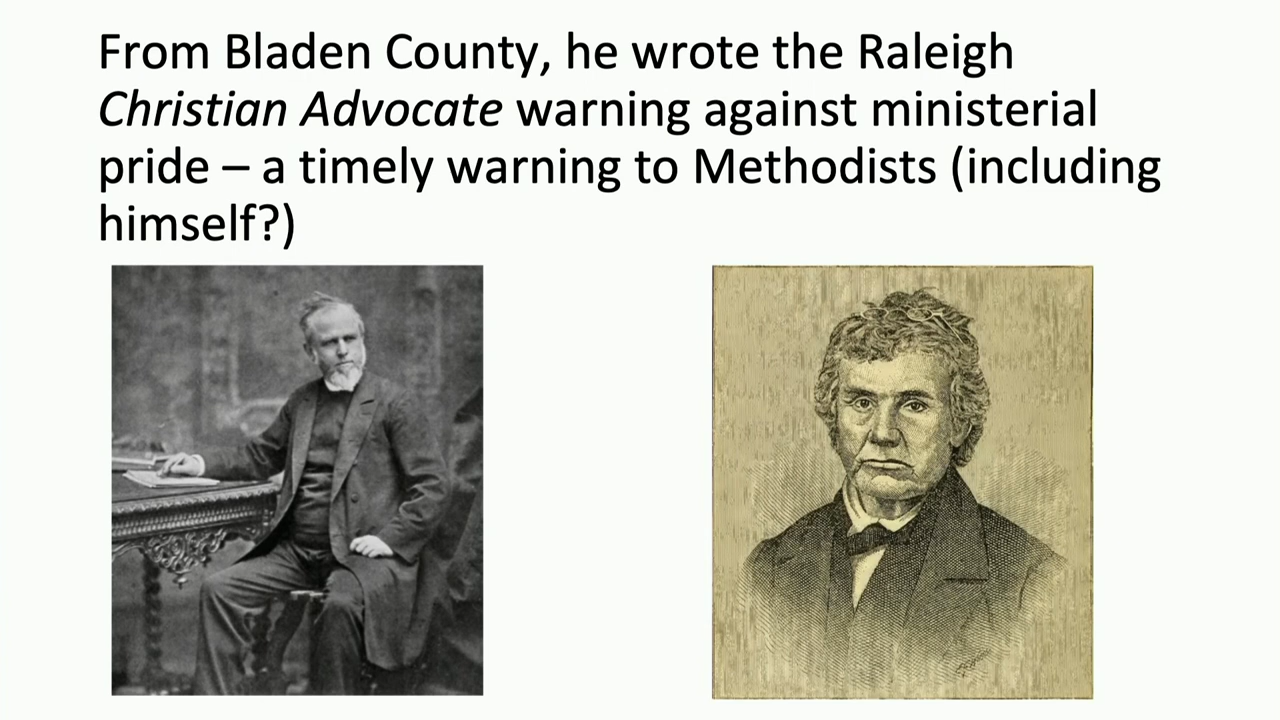 From Bladen County, he wrote the Raleigh
Christian Advocate warning against ministerial
pride – a timely warning to Methodists (including
himself?)